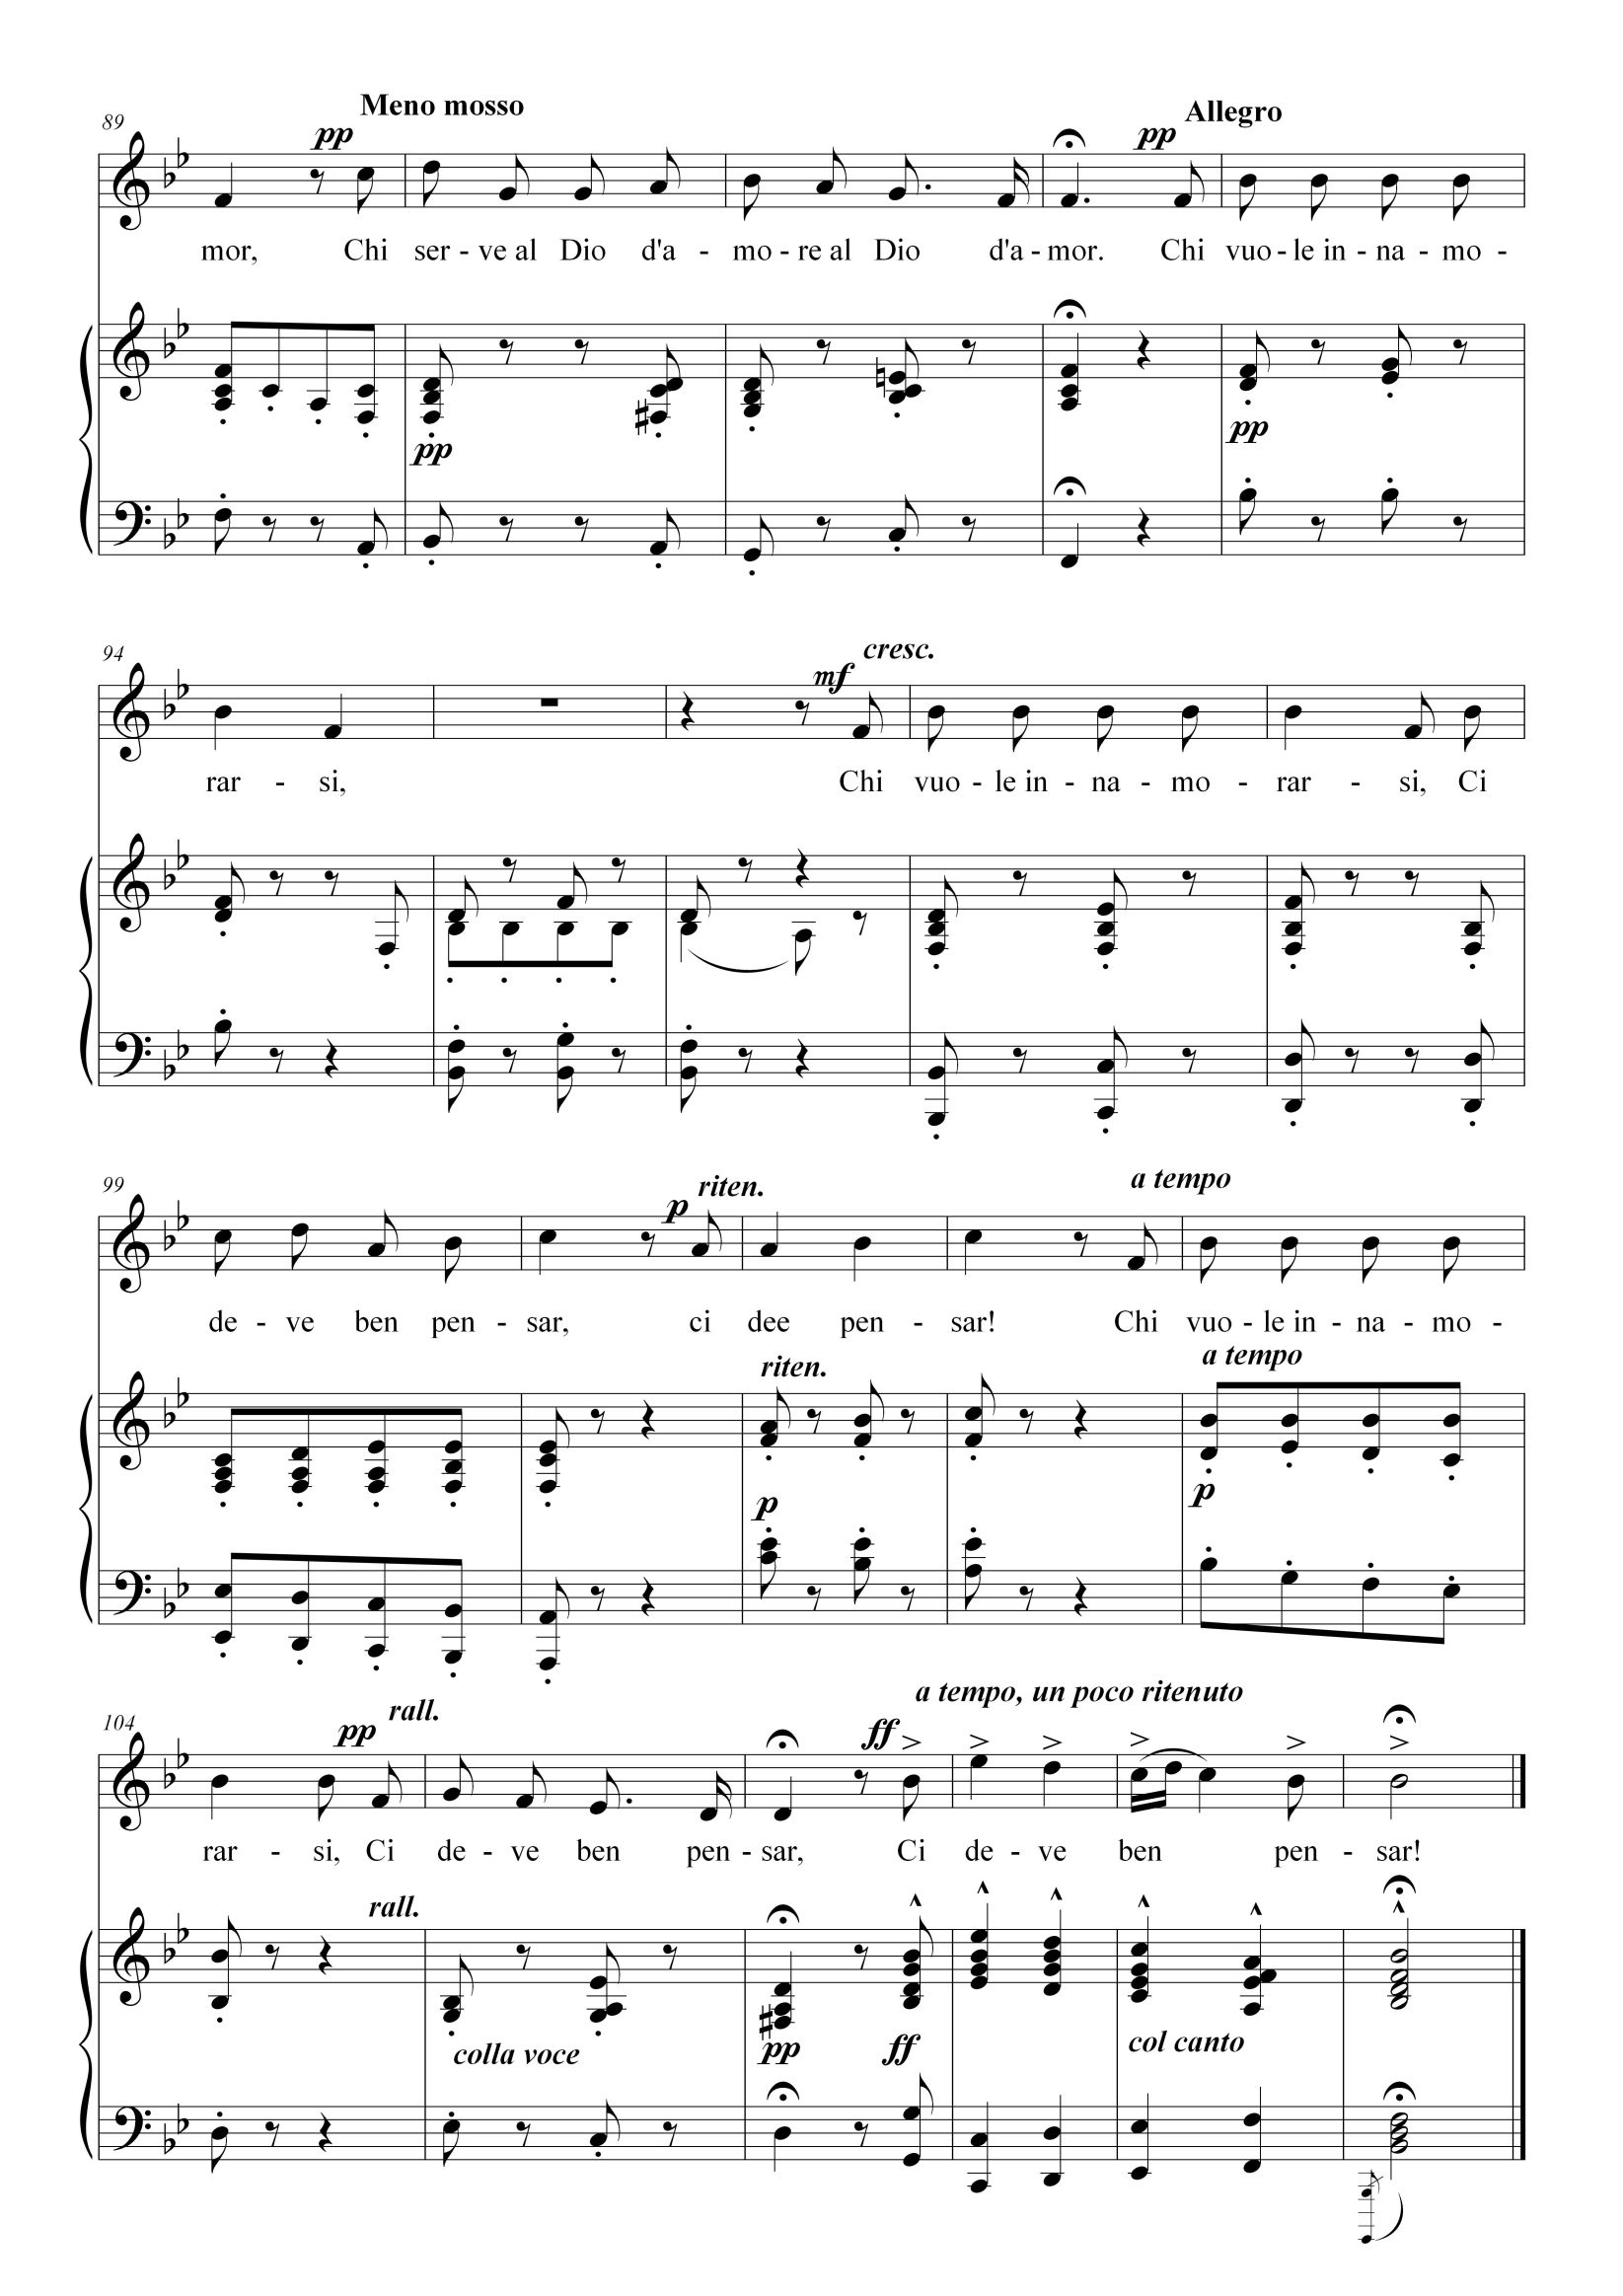 Meno mosso
Allegro
89
pp
pp
mor, Chi ser - ve al Dio d'a - mo - re al Dio d'a - mor. Chi vuo - le in - na - mo -
pp
pp
94
mf
cresc.
rar - si, Chi vuo - le in - na - mo - rar - si, Ci
99
p
riten.
a tempo
de - ve ben pen - sar, ci dee pen - sar! Chi vuo - le in - na - mo -
riten.
a tempo
p
p
104
pp
rall.
ff
a tempo, un poco ritenuto
rar - si, Ci de - ve ben pen - sar, Ci de - ve ben pen - sar!
rall.
colla voce
pp
ff
col canto